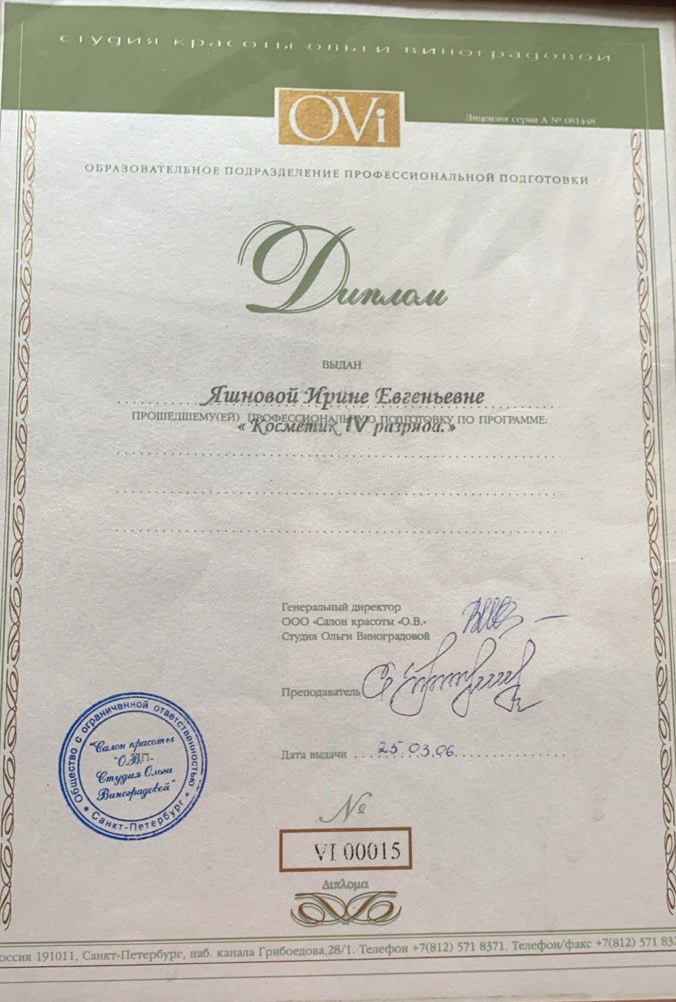 студия красоты ольги виноградовой
OVi
Лицензия серия А № 081448
ОБРАЗОВАТЕЛЬНОЕ ПОДРАЗДЕЛЕНИЕ ПРОФЕССИОНАЛЬНОЙ ПОДГОТОВКИ
Диплом
ВЫДАН
Яшновой Ирине Евгеньевне
ПРОШЕДШЕМУ(ЕЙ) ПРОФЕССИОНАЛЬНУЮ ПОДГОТОВКУ ПО ПРОГРАММЕ:
« Косметик IV разряда.»
Генеральный директор
ООО «Салон красоты «О.В.»
Студия Ольги Виноградовой
Преподаватель
Дата выдачи 25.03.06
Общество с ограниченной ответственностью
"Салон красоты
Студия Ольги
Виноградовой"
* Санкт-Петербург *
№
VI 00015
Диплома
оссия 191011, Санкт-Петербург, наб. канала Грибоедова,28/1. Телефон +7(812) 571 8371. Телефон/факс +7(812) 571